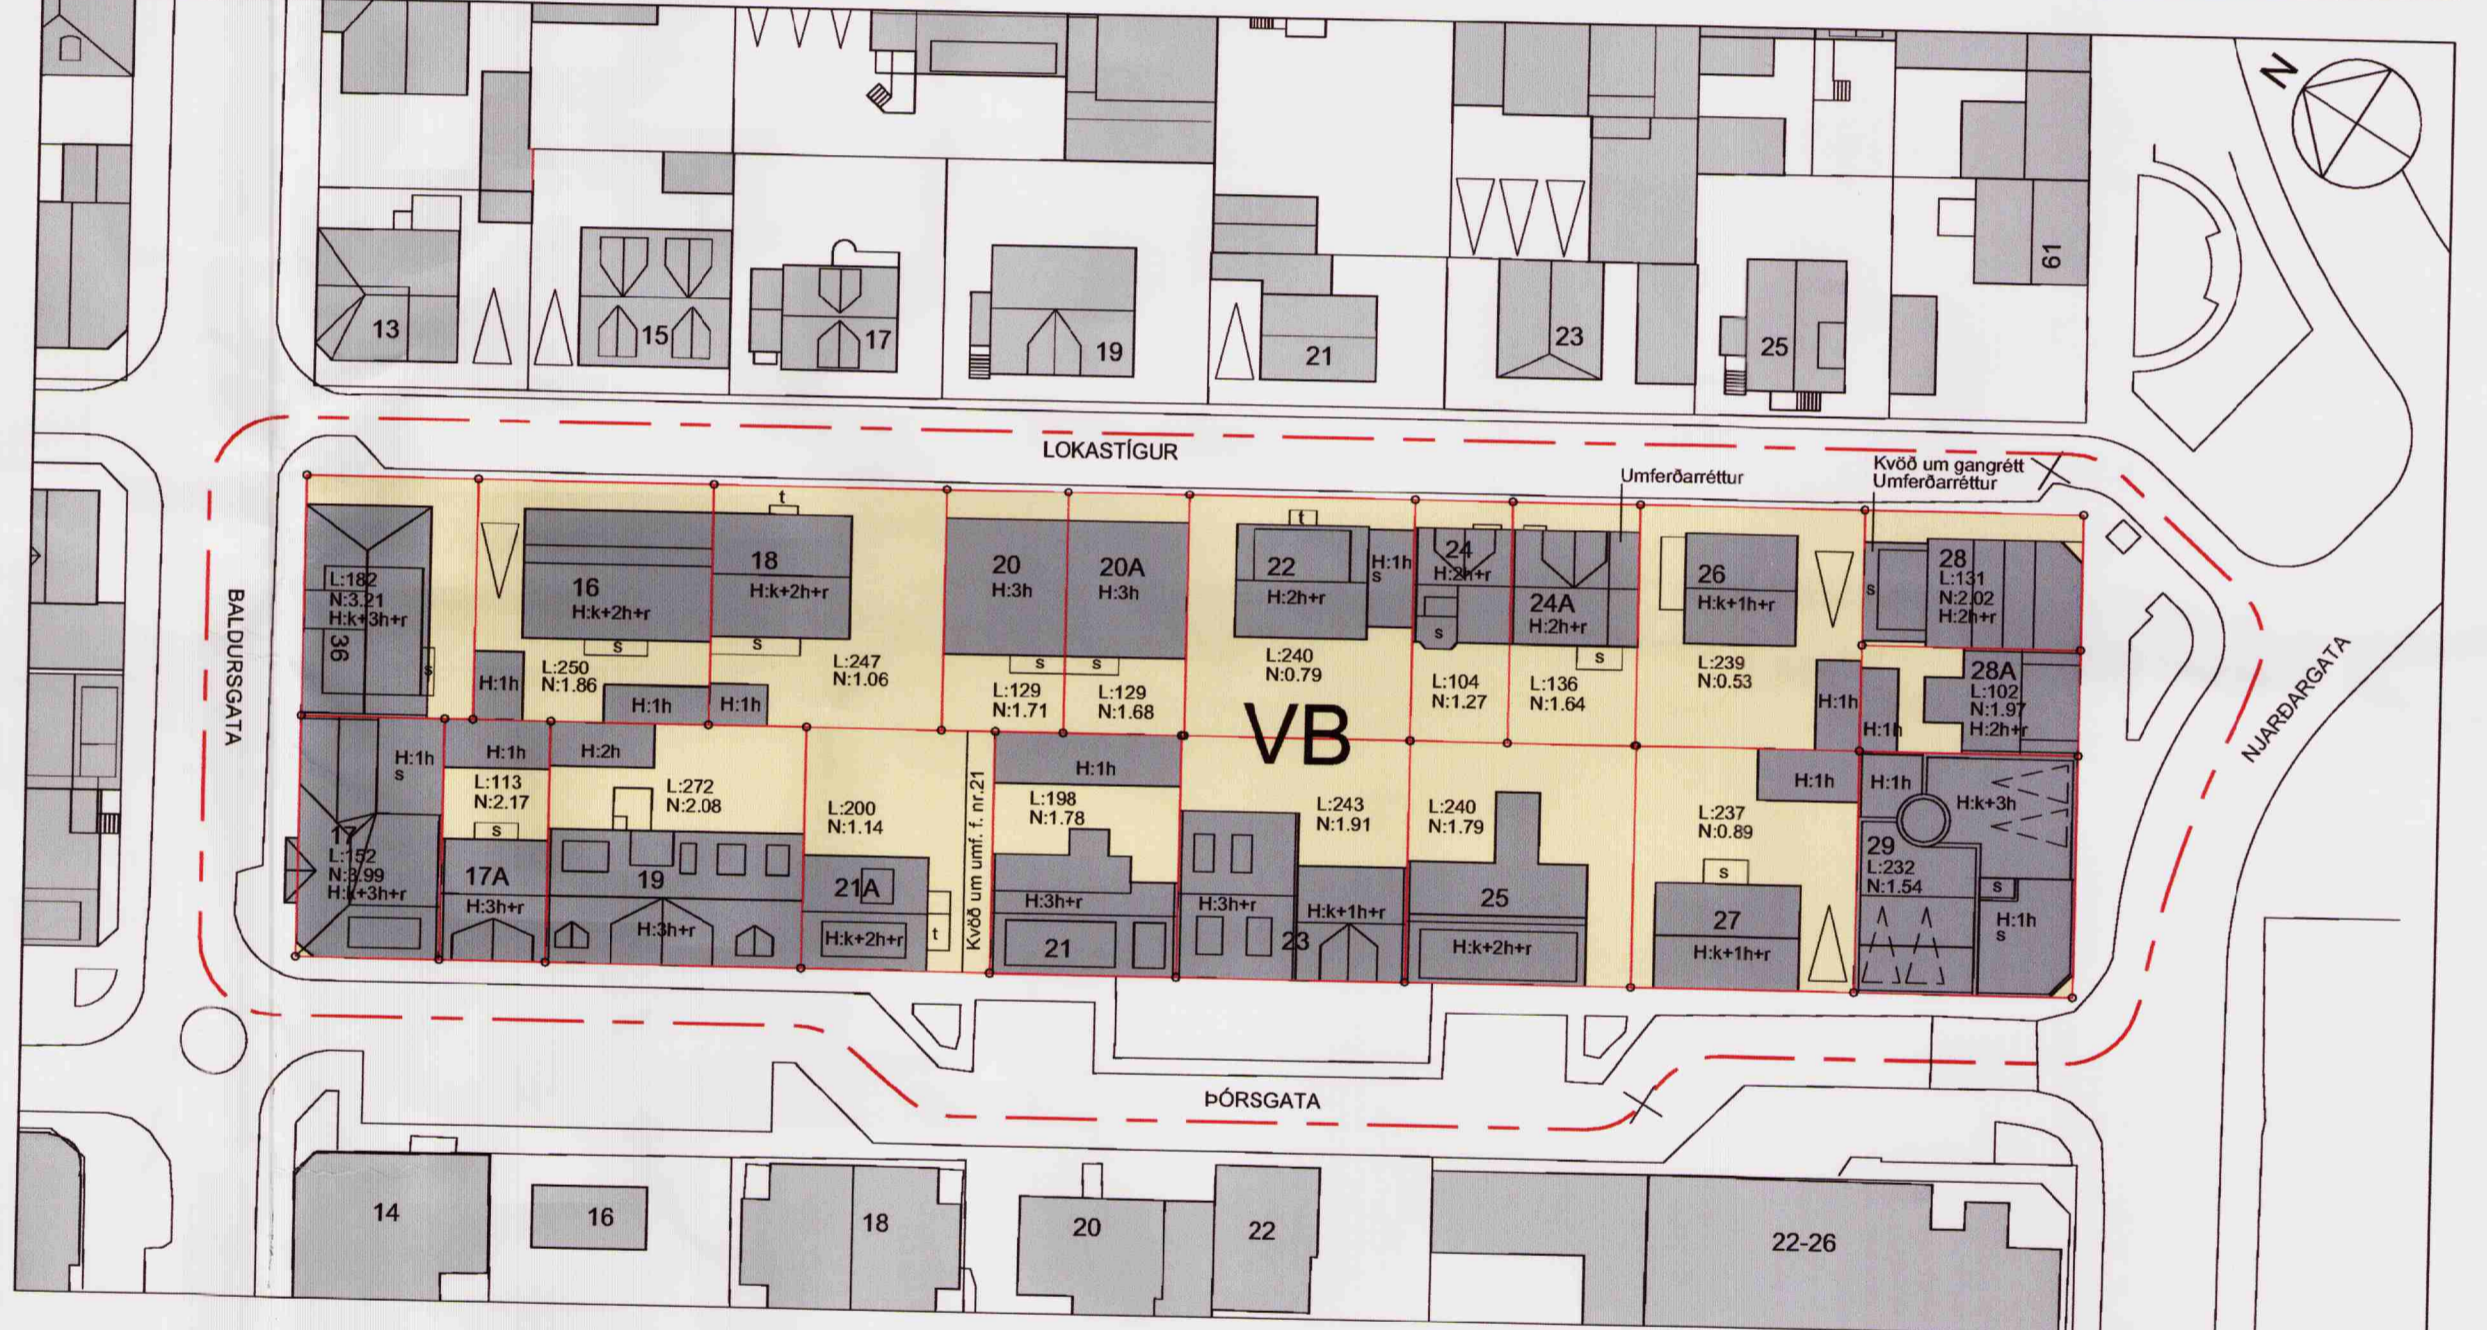 N
61
13
15
17
19
21
23
25
LOKASTÍGUR
Umferðarréttur
Kvöð um gangrétt
Umferðarréttur
BALDURSGATA
NJARÐARGATA
L:182
N:3.21
H:k+3h+r
36
s
16
H:k+2h+r
s
H:1h
L:250
N:1.86
H:1h
t
18
H:k+2h+r
s
L:247
N:1.06
H:1h
20
H:3h
s
L:129
N:1.71
20A
H:3h
s
L:129
N:1.68
t
22
H:2h+r
H:1h
s
L:240
N:0.79
24
H:2h+r
s
L:104
N:1.27
24A
H:2h+r
s
L:136
N:1.64
26
H:k+1h+r
L:239
N:0.53
H:1h
s
28
L:131
N:2.02
H:2h+r
28A
L:102
N:1.97
H:2h+r
H:1h
VB
H:1h
s
17
L:152
N:3.99
H:k+3h+r
H:1h
L:113
N:2.17
s
17A
H:3h+r
H:2h
L:272
N:2.08
19
H:3h+r
L:200
N:1.14
21A
H:k+2h+r
t
Kvöð um umf. f. nr.21
H:1h
L:198
N:1.78
H:3h+r
21
L:243
N:1.91
H:3h+r
H:k+1h+r
23
L:240
N:1.79
25
H:k+2h+r
H:1h
L:237
N:0.89
s
27
H:k+1h+r
H:1h
H:k+3h
29
L:232
N:1.54
s
H:1h
s
ÞÓRSGATA
14
16
18
20
22
22-26